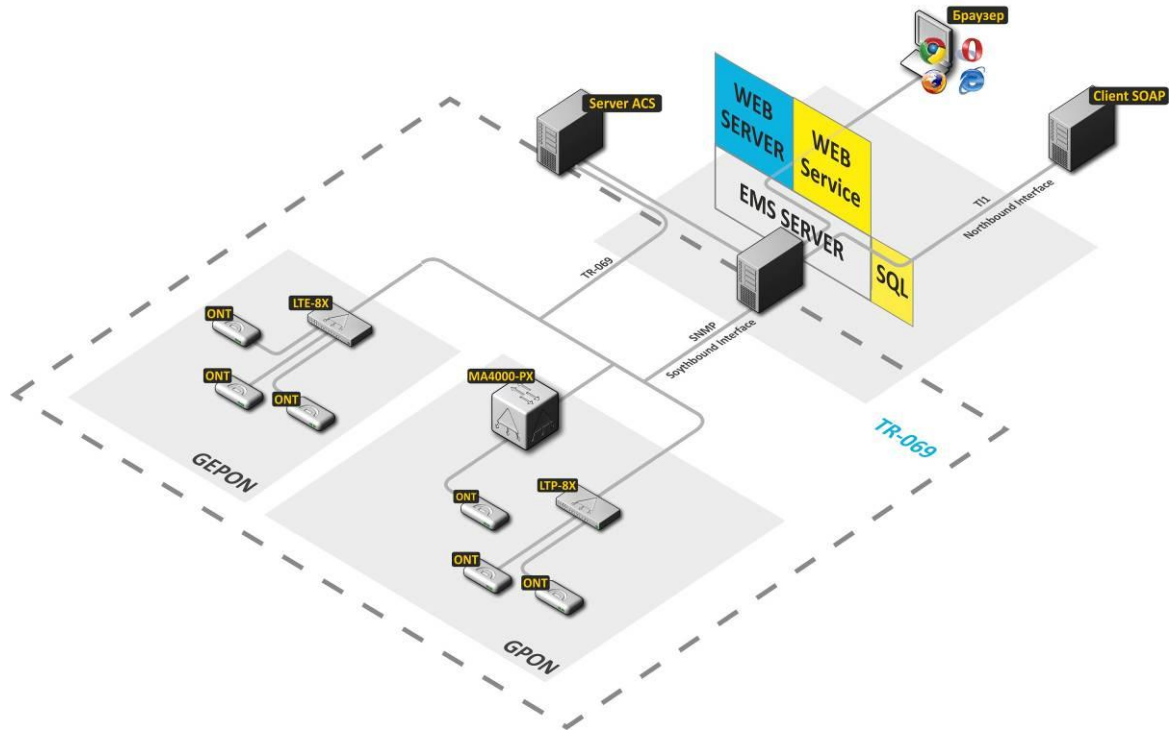 Браузер
Server ACS
Client SOAP
WEB
SERVER
WEB
Service
EMS SERVER
SQL
TI1
Northbound Interface
TR-069
SNMP
Soythbound Interface
LTE-8X
ONT
ONT
ONT
GEPON
MA4000-PX
LTP-8X
ONT
ONT
ONT
GPON
TR-069